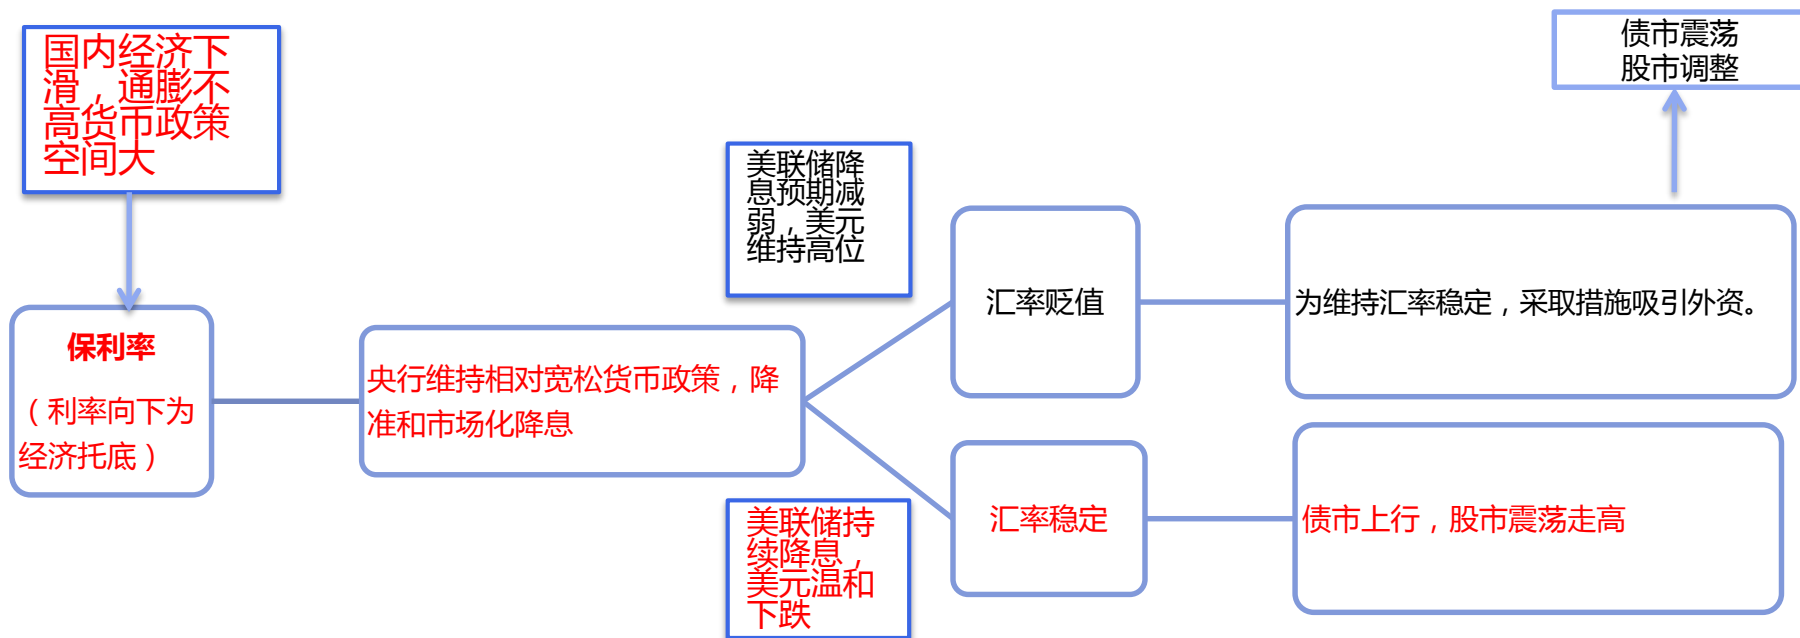 国内经济下
滑，通膨不
高货币政策
空间大
债市震荡
股市调整
美联储降
息预期减
弱，美元
维持高位
汇率贬值
为维持汇率稳定，采取措施吸引外资。
保利率
（利率向下为
经济托底）
央行维持相对宽松货币政策，降
准和市场化降息
美联储持
续降息，
美元温和
下跌
汇率稳定
债市上行，股市震荡走高